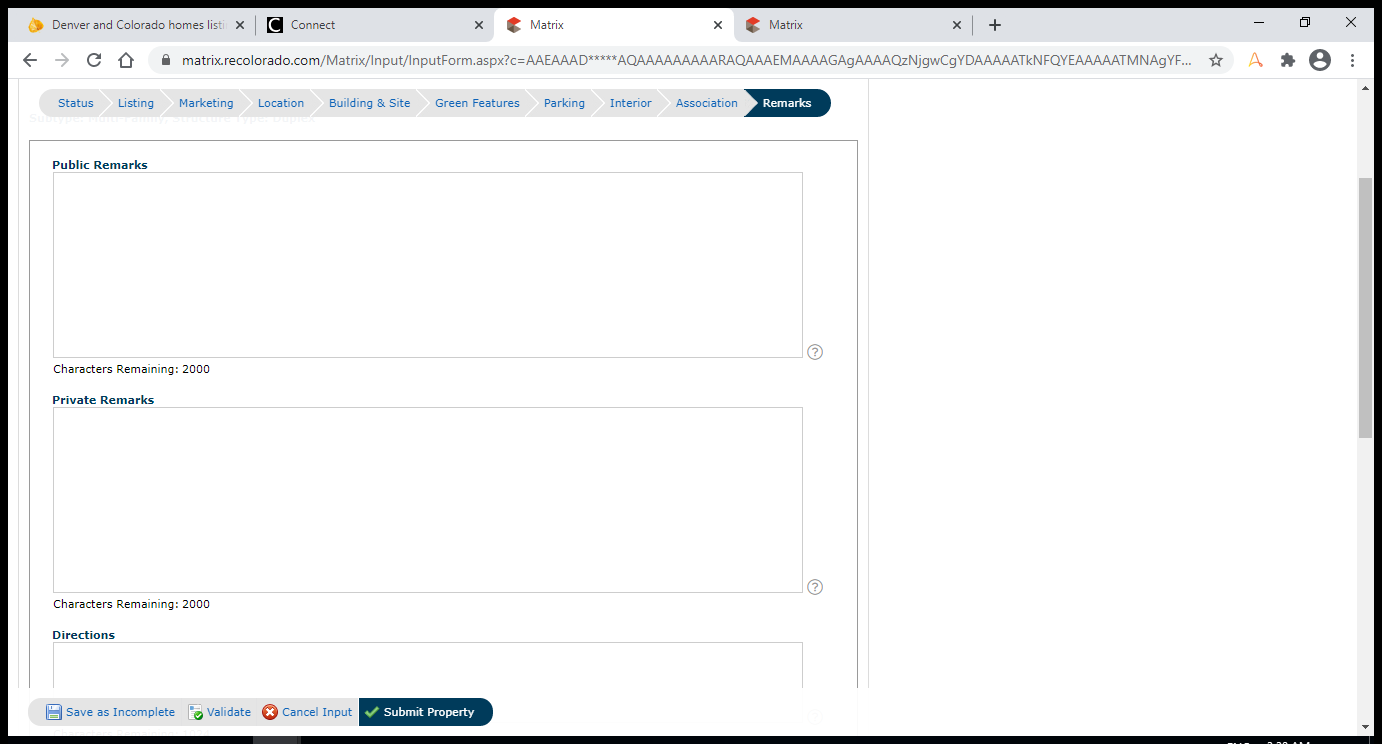 Denver and Colorado homes listi
Connect
Matrix
Matrix
matrix.recolorado.com/Matrix/Input/InputForm.aspx?c=AAEAAAD*****AQAAAAAAAAARAQAAAEMAAAAGAgAAAAQzNjgwCgYDAAAAATkNFQYEAAAAATMNAgYF...
Status Listing Marketing Location Building & Site Green Features Parking Interior Association Remarks
Public Remarks
?
Characters Remaining: 2000
Private Remarks
?
Characters Remaining: 2000
Directions
Save as Incomplete Validate Cancel Input Submit Property